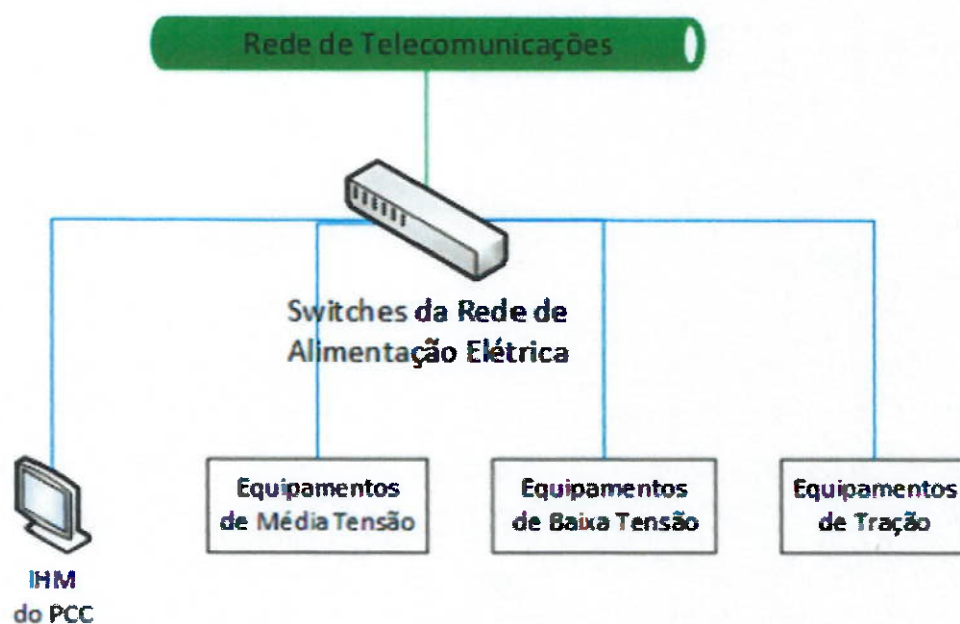 Rede de Telecomunicações
Switches da Rede de
Alimentação Elétrica
Equipamentos
de Média Tensão
Equipamentos
de Baixa Tensão
Equipamentos
de Tração
IHM
do PCC